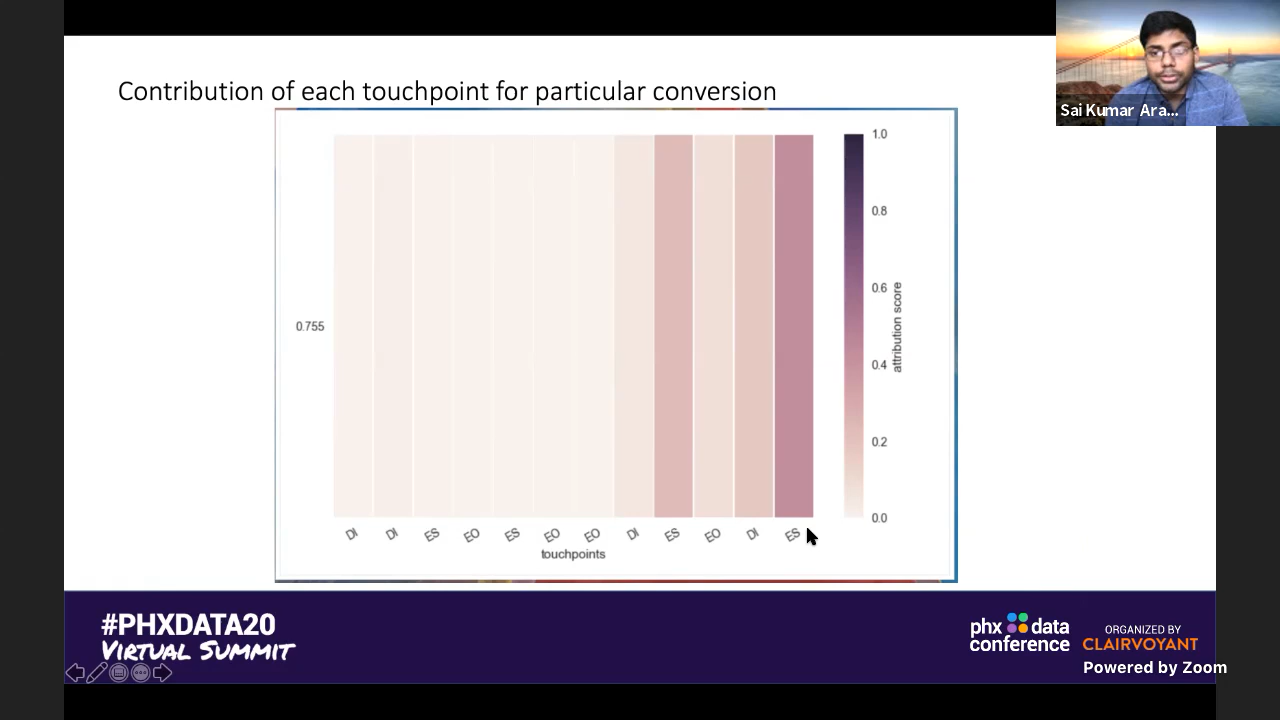 Contribution of each touchpoint for particular conversion
Sai Kumar Ara...
1.0
0.8
0.6
0.4
0.2
0.0
attribution score
0.755
DI DI ES EO ES EO EO DI ES EO DI ES
touchpoints
#PHXDATA20
VIRTUAL SUMMIT
phx data
conference
ORGANIZED BY
CLAIRVOYANT
Powered by Zoom